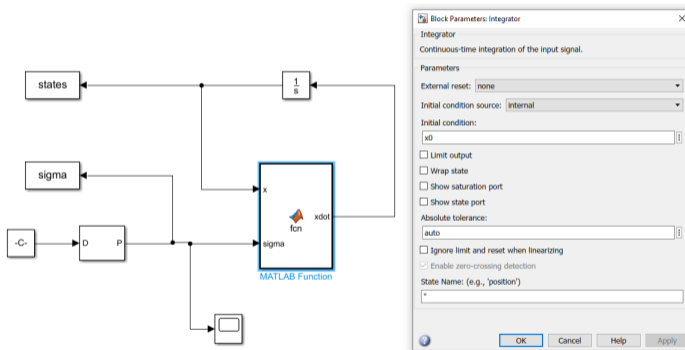 states
1
s
sigma
x
fcn
xdot
sigma
MATLAB Function
-C-
D
P
Block Parameters: Integrator
Integrator
Continuous-time integration of the input signal.
Parameters
External reset: none
Initial condition source: internal
Initial condition:
x0
Limit output
Wrap state
Show saturation port
Show state port
Absolute tolerance:
auto
Ignore limit and reset when linearizing
Enable zero-crossing detection
State Name: (e.g., 'position')
''
OK
Cancel
Help
Apply